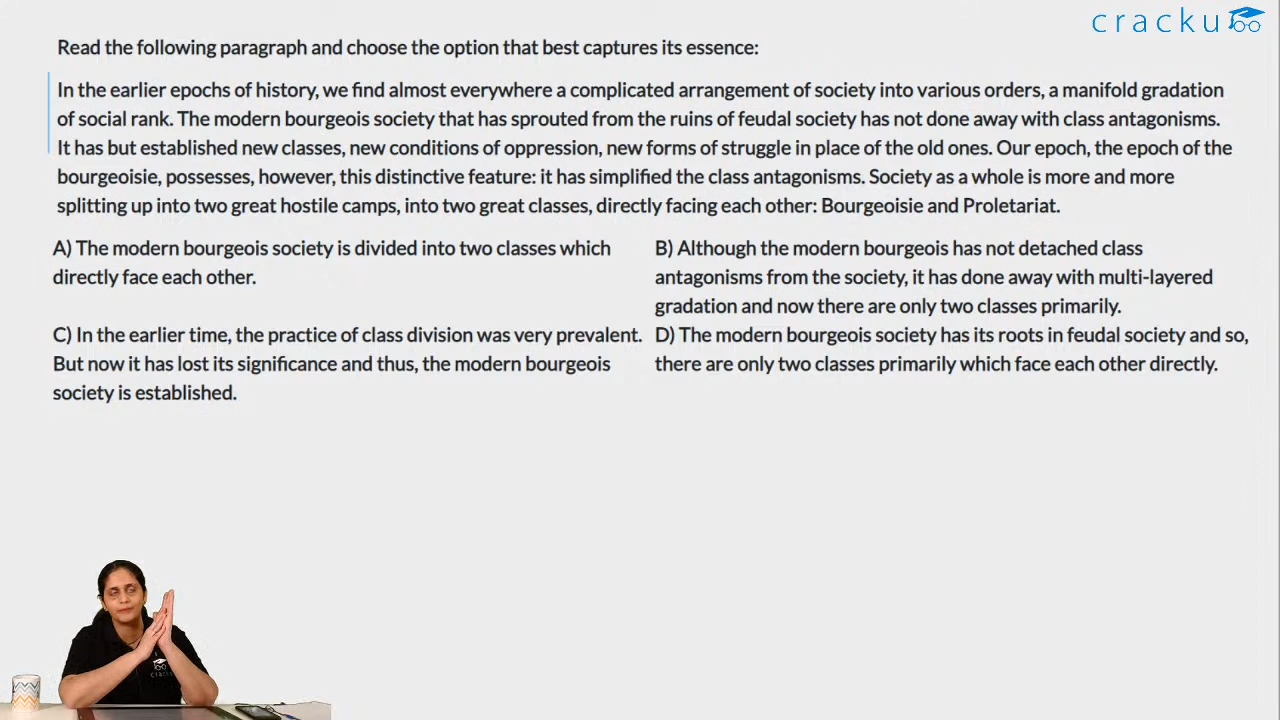 cracku
Read the following paragraph and choose the option that best captures its essence:
In the earlier epochs of history, we find almost everywhere a complicated arrangement of society into various orders, a manifold gradation
of social rank. The modern bourgeois society that has sprouted from the ruins of feudal society has not done away with class antagonisms.
It has but established new classes, new conditions of oppression, new forms of struggle in place of the old ones. Our epoch, the epoch of the
bourgeoisie, possesses, however, this distinctive feature: it has simplified the class antagonisms. Society as a whole is more and more
splitting up into two great hostile camps, into two great classes, directly facing each other: Bourgeoisie and Proletariat.
A) The modern bourgeois society is divided into two classes which
directly face each other.
B) Although the modern bourgeois has not detached class
antagonisms from the society, it has done away with multi-layered
gradation and now there are only two classes primarily.
C) In the earlier time, the practice of class division was very prevalent.
But now it has lost its significance and thus, the modern bourgeois
society is established.
D) The modern bourgeois society has its roots in feudal society and so,
there are only two classes primarily which face each other directly.